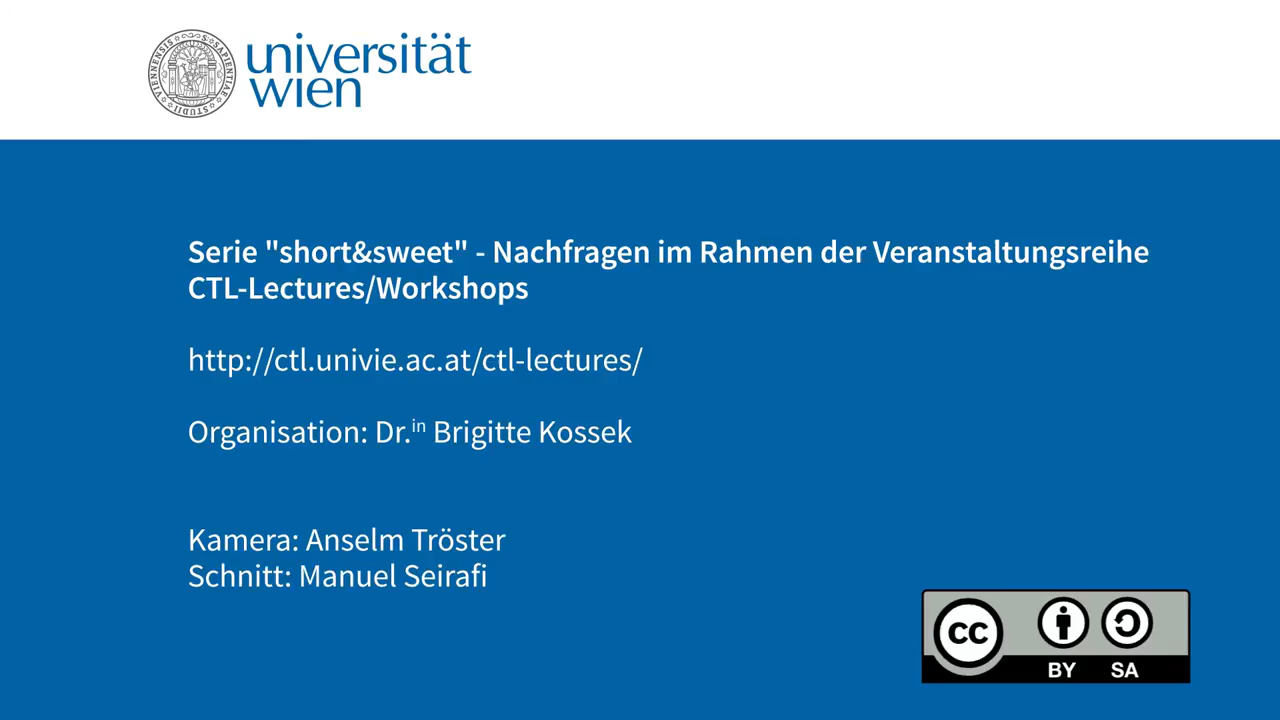 universität
wien
Serie "short&sweet" - Nachfragen im Rahmen der Veranstaltungsreihe
CTL-Lectures/Workshops
http://ctl.univie.ac.at/ctl-lectures/
Organisation: Dr.in Brigitte Kossek
Kamera: Anselm Tröster
Schnitt: Manuel Seirafi
cc
BY SA